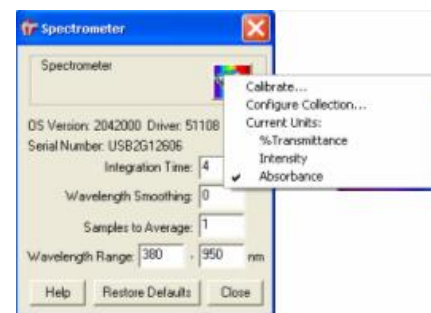 Spectrometer
Spectrometer
Calibrate...
Configure Collection...
Current Units:
%Transmittance
Intensity
Absorbance
OS Version: 2042000 Driver: 51108
Serial Number: USB2G12606
Integration Time: 4
Wavelength Smoothing: 0
Samples to Average: 1
Wavelength Range: 380 - 950 nm
Help Restore Defaults Close